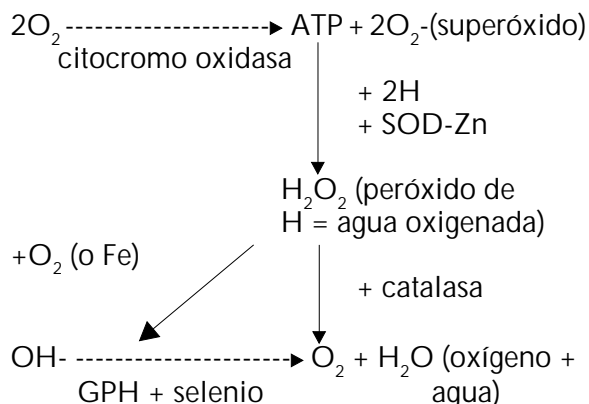 2O₂ ----------------► ATP + 2O₂-(superóxido)
citocromo oxidasa
+ 2H
+ SOD-Zn
H₂O₂ (peróxido de
H = agua oxigenada)
+O₂ (o Fe)
+ catalasa
OH- ----------------► O₂ + H₂O (oxígeno +
GPH + selenio agua)